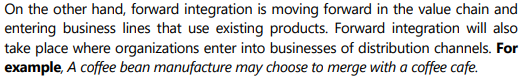 On the other hand, forward integration is moving forward in the value chain and
entering business lines that use existing products. Forward integration will also
take place where organizations enter into businesses of distribution channels. For
example, A coffee bean manufacture may choose to merge with a coffee cafe.